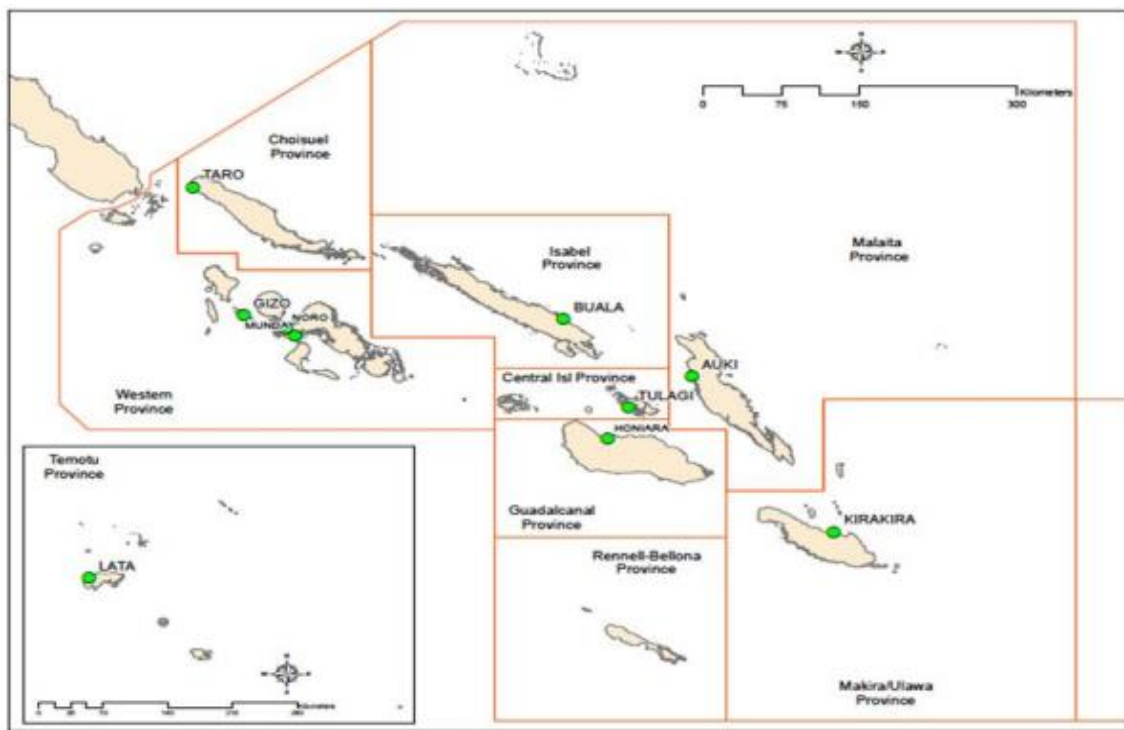 0 75 150 300
Kilometers
Choisuel
Province
TARO
Isabel
Province
Malaita
Province
GIZO
MUNDAY
NORO
BUALA
AUKI
Central Isl Province
TULAGI
Western
Province
HONIARA
Guadalcanal
Province
KIRAKIRA
Rennell-Bellona
Province
Makira/Ulawa
Province
Temotu
Province
LATA